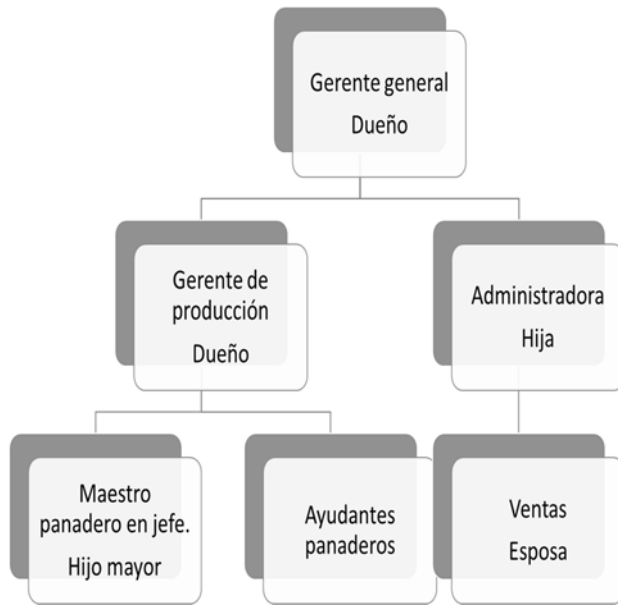 Gerente general
Dueño
Gerente de
producción
Dueño
Administradora
Hija
Maestro
panadero en jefe.
Hijo mayor
Ayudantes
panaderos
Ventas
Esposa